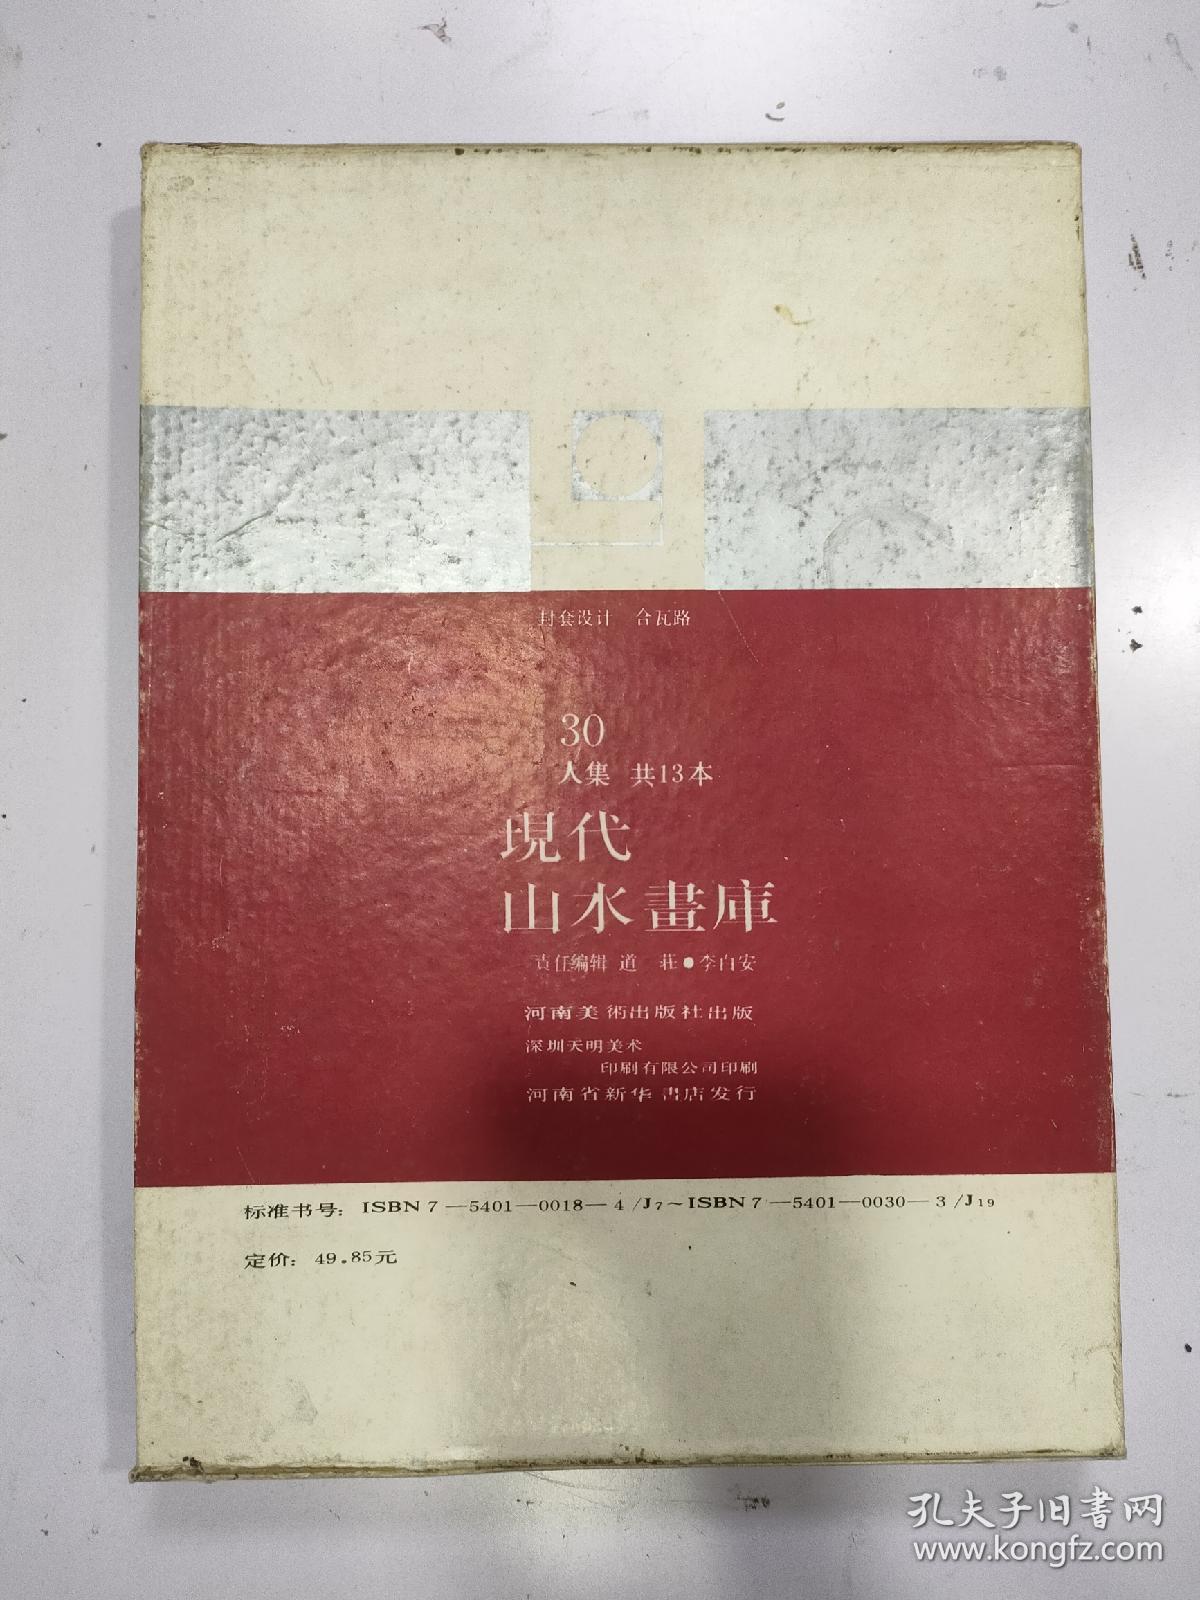 封套设计 合瓦路
30
人集 共13本
現代
山水畫庫
责任编辑 道 莊●李自安
河南美術出版社出版
深圳天明美术
印刷有限公司印刷
河南省新华書店发行
标准书号：ISBN 7—5401—0018—4/J7～ISBN 7—5401—0030—3/J19
定价：49.85元
孔夫子旧書网
www.kongfz.com